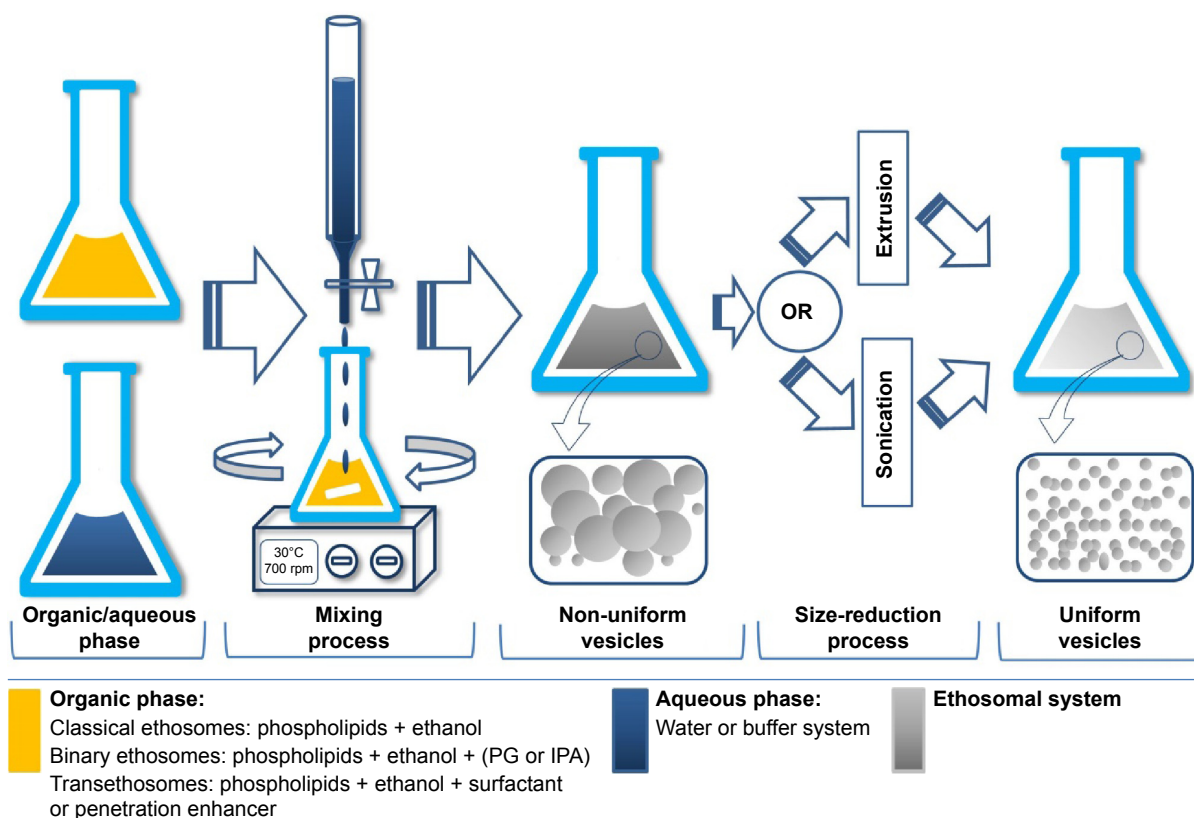 Extrusion
OR
Sonication
30°C
700 rpm
Organic/aqueous
phase
Mixing
process
Non-uniform
vesicles
Size-reduction
process
Uniform
vesicles
Organic phase:
Classical ethosomes: phospholipids + ethanol
Binary ethosomes: phospholipids + ethanol + (PG or IPA)
Transethosomes: phospholipids + ethanol + surfactant
or penetration enhancer
Aqueous phase:
Water or buffer system
Ethosomal system